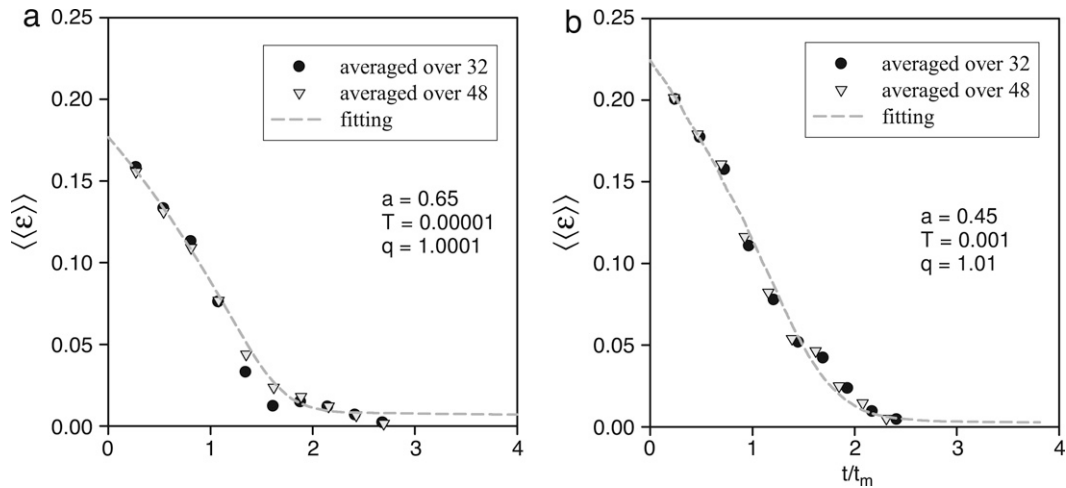 a
0.25
0.20
0.15
0.10
0.05
0.00
⟨⟨ε⟩⟩
averaged over 32
averaged over 48
fitting
a = 0.65
T = 0.00001
q = 1.0001
0 1 2 3 4
b
0.25
0.20
0.15
0.10
0.05
0.00
⟨⟨ε⟩⟩
averaged over 32
averaged over 48
fitting
a = 0.45
T = 0.001
q = 1.01
0 1 2 3 4
t/tm